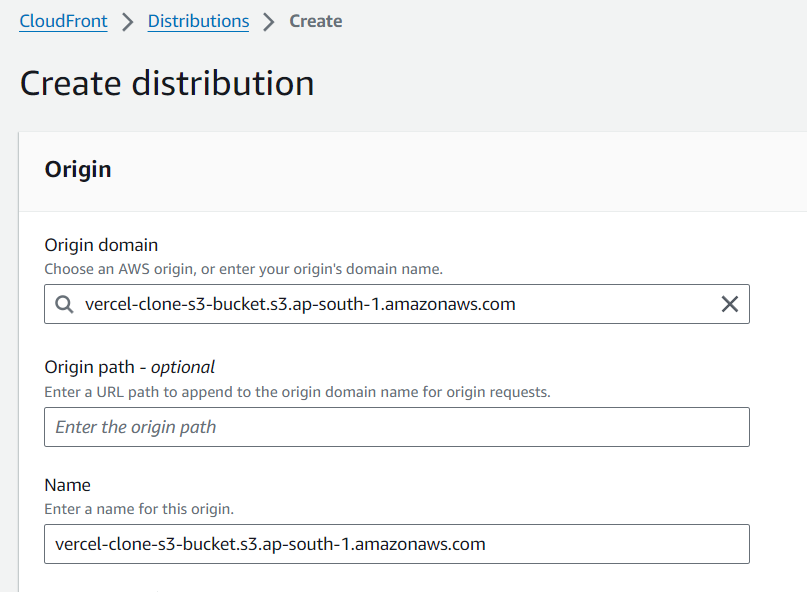 CloudFront > Distributions > Create
Create distribution
Origin
Origin domain
Choose an AWS origin, or enter your origin's domain name.
vercel-clone-s3-bucket.s3.ap-south-1.amazonaws.com
Origin path - optional
Enter a URL path to append to the origin domain name for origin requests.
Enter the origin path
Name
Enter a name for this origin.
vercel-clone-s3-bucket.s3.ap-south-1.amazonaws.com